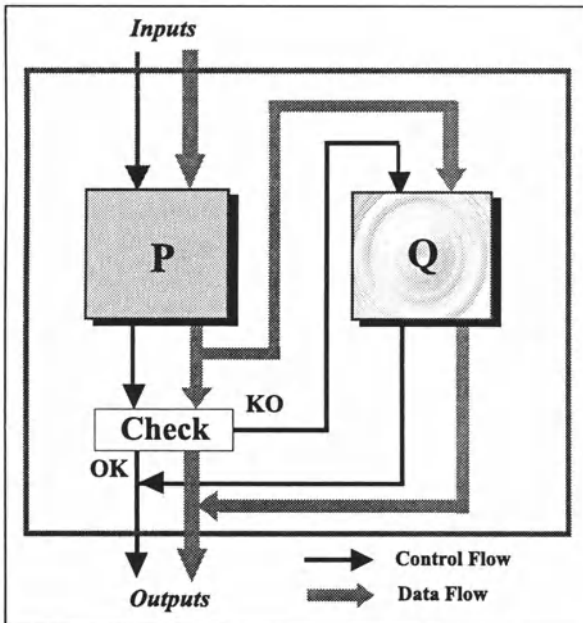 Inputs
P
Q
KO
Check
OK
Control Flow
Data Flow
Outputs